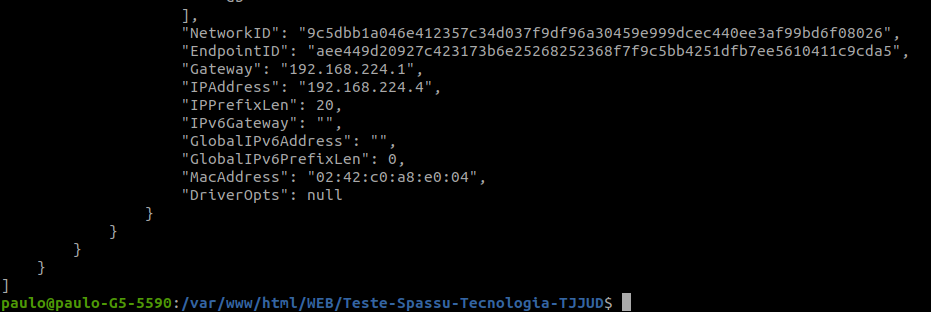 ],
"NetworkID": "9c5dbb1a046e412357c34d037f9df96a30459e999dcec440ee3af99bd6f08026",
"EndpointID": "aee449d20927c423173b6e25268252368f7f9c5bb4251dfb7ee5610411c9cda5",
"Gateway": "192.168.224.1",
"IPAddress": "192.168.224.4",
"IPPrefixLen": 20,
"IPv6Gateway": "",
"GlobalIPv6Address": "",
"GlobalIPv6PrefixLen": 0,
"MacAddress": "02:42:c0:a8:e0:04",
"DriverOpts": null
}
}
}
}
]
paulo@paulo-G5-5590:/var/www/html/WEB/Teste-Spassu-Tecnologia-TJJUD$